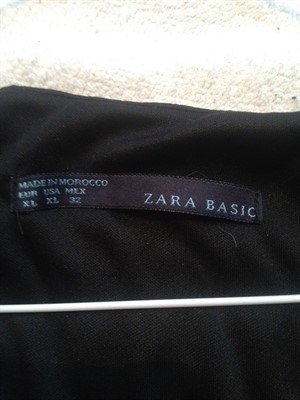 MADE IN MOROCCO
EUR USA MEX
XL XL 32
ZARA BASIC